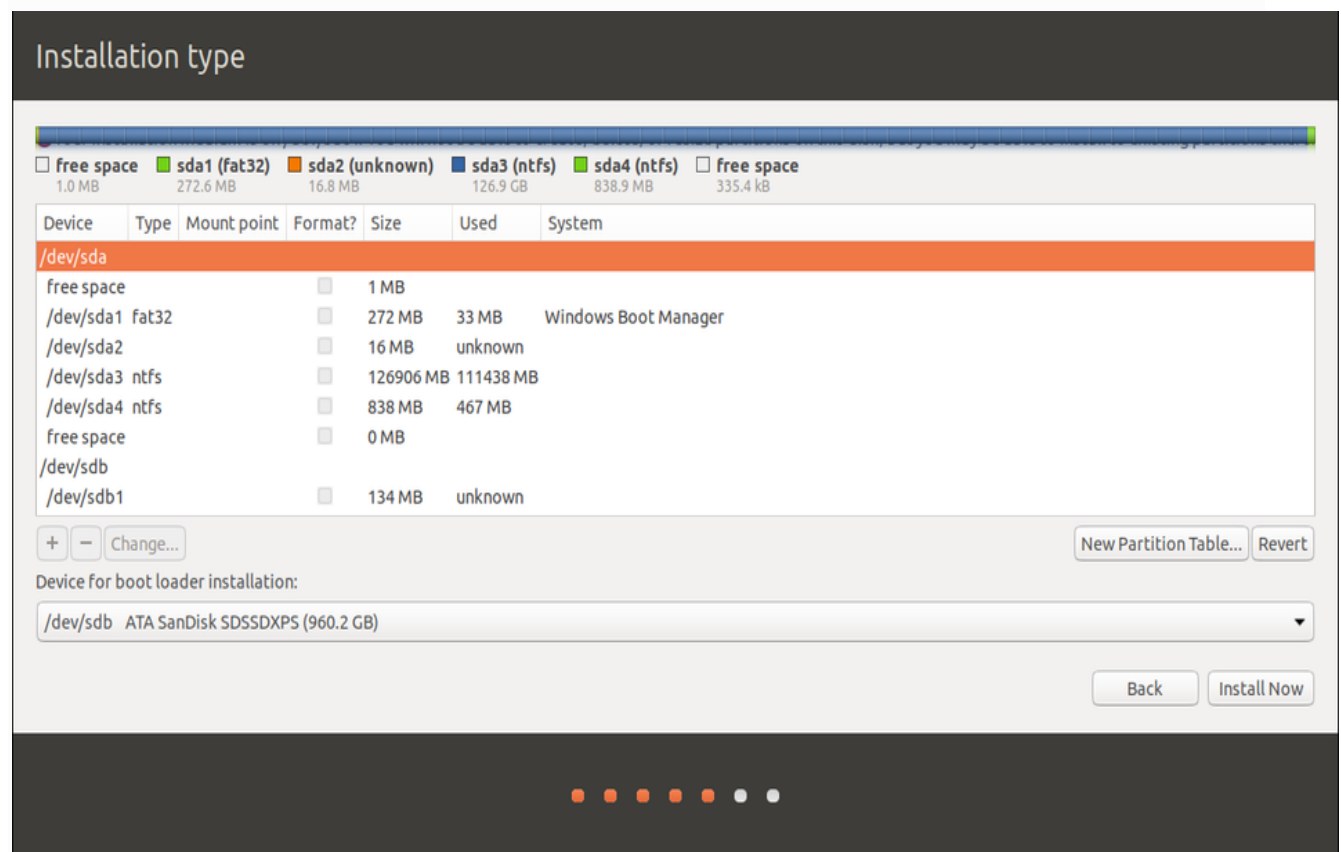 Installation type
free space sda1 (fat32) sda2 (unknown) sda3 (ntfs) sda4 (ntfs) free space
1.0 MB 272.6 MB 16.8 MB 126.9 GB 838.9 MB 335.4 kB
Device Type Mount point Format? Size Used System
/dev/sda
free space 1 MB
/dev/sda1 fat32 272 MB 33 MB Windows Boot Manager
/dev/sda2 16 MB unknown
/dev/sda3 ntfs 126906 MB 111438 MB
/dev/sda4 ntfs 838 MB 467 MB
free space 0 MB
/dev/sdb
/dev/sdb1 134 MB unknown
+ − Change... New Partition Table... Revert
Device for boot loader installation:
/dev/sdb ATA SanDisk SDSSDXPS (960.2 GB)
Back Install Now